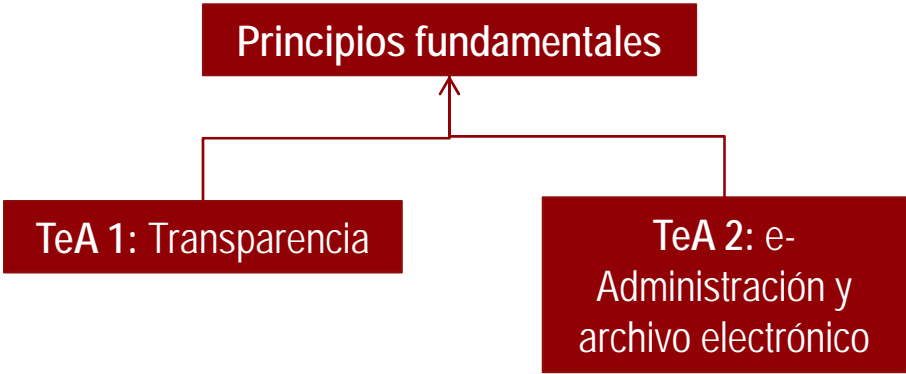 Principios fundamentales
TeA 1: Transparencia
TeA 2: e-
Administración y
archivo electrónico